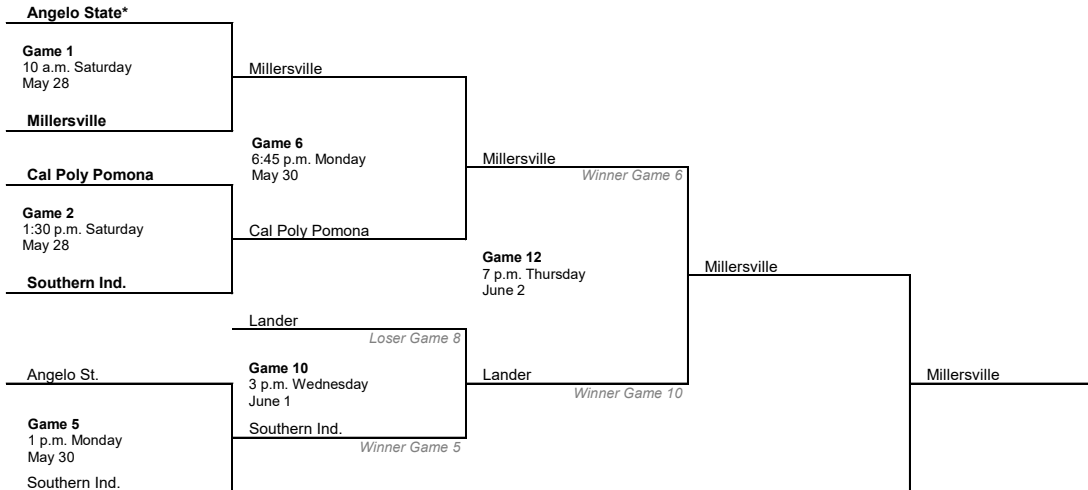 Angelo State*
Game 1
10 a.m. Saturday
May 28
Millersville
Millersville
Cal Poly Pomona
Game 2
1:30 p.m. Saturday
May 28
Southern Ind.
Game 6
6:45 p.m. Monday
May 30
Cal Poly Pomona
Millersville
Winner Game 6
Game 12
7 p.m. Thursday
June 2
Millersville
Lander
Loser Game 8
Game 10
3 p.m. Wednesday
June 1
Southern Ind.
Winner Game 5
Lander
Winner Game 10
Millersville
Angelo St.
Game 5
1 p.m. Monday
May 30
Southern Ind.